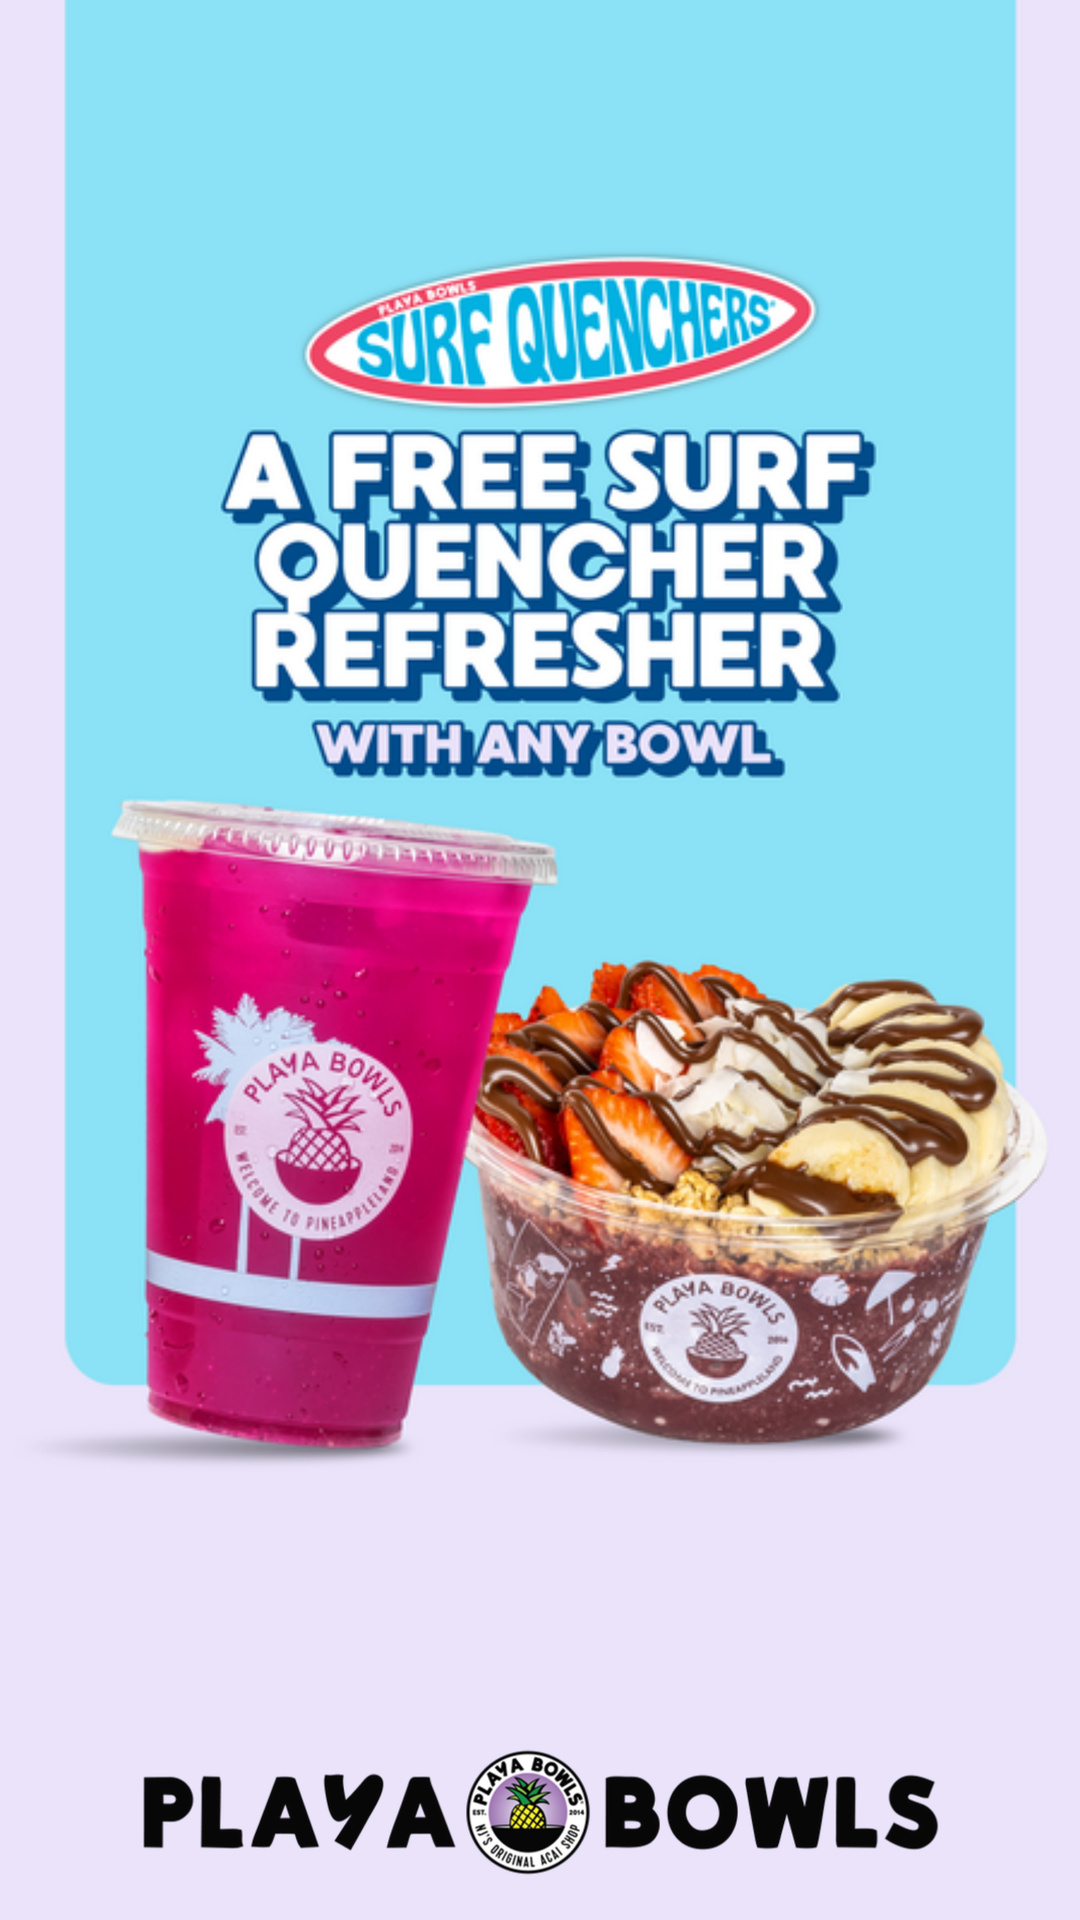 PLAYA BOWLS
SURF QUENCHERS
A FREE SURF
QUENCHER
REFRESHER
WITH ANY BOWL
PLAYA BOWLS
2014
WELCOME TO PINEAPPLELAND
PLAYA BOWLS
EST. 2014
WELCOME TO PINEAPPLELAND
PLAYA BOWLS
PLAYA BOWLS
EST. 2014
NJ'S ORIGINAL ACAI SHOP